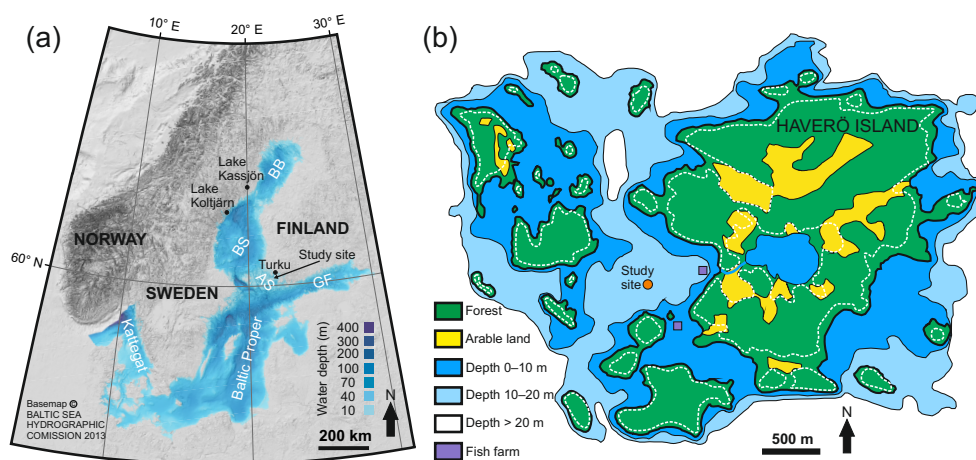 (a)
10° E
20° E
30° E
Lake
Kassjön
Lake
Koltjärn
BB
BS
FINLAND
NORWAY
Turku
Study site
60° N
AS
GF
SWEDEN
Kattegat
Baltic Proper
Water depth (m)
400
300
200
100
70
40
10
N
200 km
Basemap ©
BALTIC SEA
HYDROGRAPHIC
COMISSION 2013
(b)
HAVERÖ ISLAND
Study
site
Forest
Arable land
Depth 0–10 m
Depth 10–20 m
Depth > 20 m
Fish farm
N
500 m